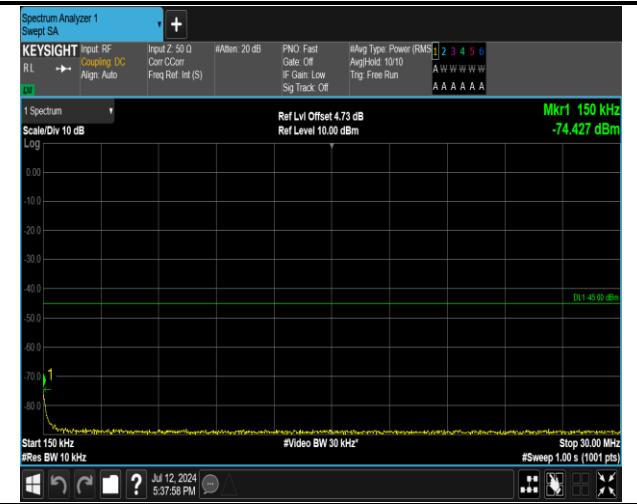 Spectrum Analyzer 1
Swept SA
+
KEYSIGHT Input: RF Input Z: 50 Ω #Atten: 20 dB PNO: Fast #Avg Type: Power (RMS 1 2 3 4 5 6
RL Coupling: DC Corr CCorr Gate: Off Avg|Hold: 10/10 A W W W W W
Align: Auto Freq Ref: Int (S) IF Gain: Low Trig: Free Run
Sig Track: Off A A A A A A
1 Spectrum Ref Lvl Offset 4.73 dB Mkr1 150 kHz
Scale/Div 10 dB Ref Level 10.00 dBm -74.427 dBm
Log
0.00
-10.0
-20.0
-30.0
-40.0
DL1 -45.00 dBm
-50.0
-60.0
-70.0 1
-80.0
Start 150 kHz #Video BW 30 kHz* Stop 30.00 MHz
#Res BW 10 kHz #Sweep 1.00 s (1001 pts)
? Jul 12, 2024
5:37:58 PM